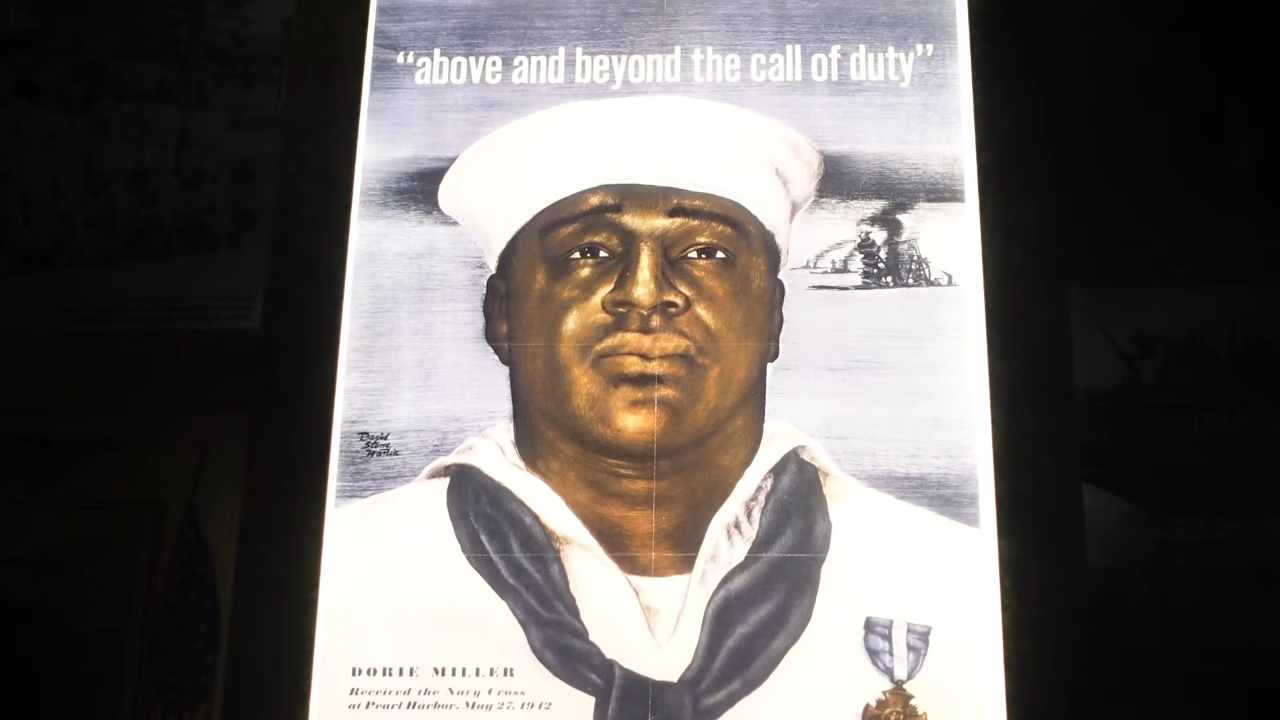 “above and beyond the call of duty”
David
Stone
Martin
DORIE MILLER
Received the Navy Cross
at Pearl Harbor, May 27, 1942